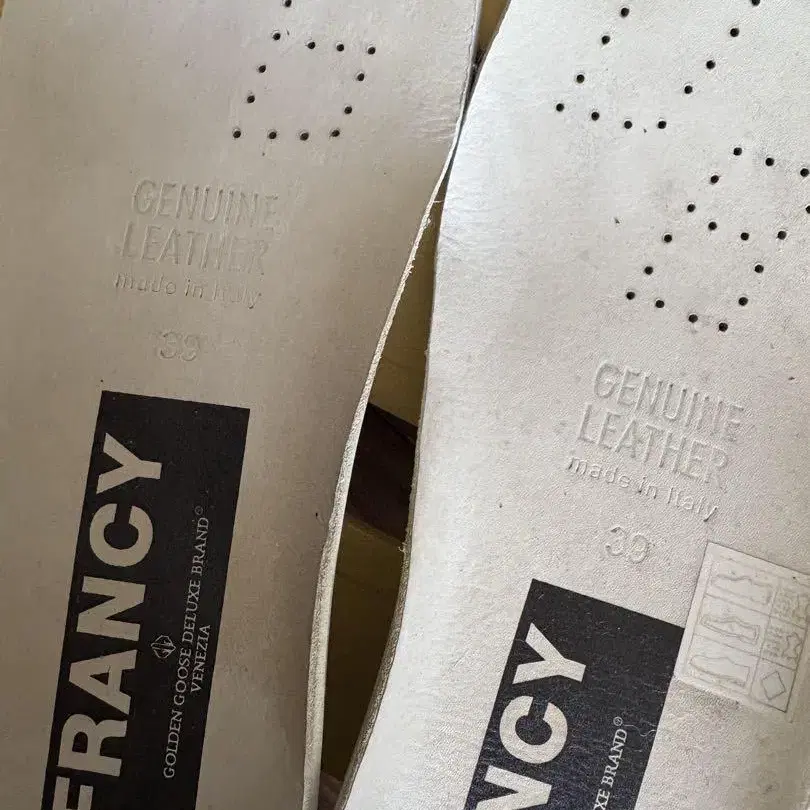 GENUINE
LEATHER
made in Italy
39
FRANCY
GOLDEN GOOSE DELUXE BRAND®
VENEZIA
GENUINE
LEATHER
made in Italy
39
NCY
E BRAND®